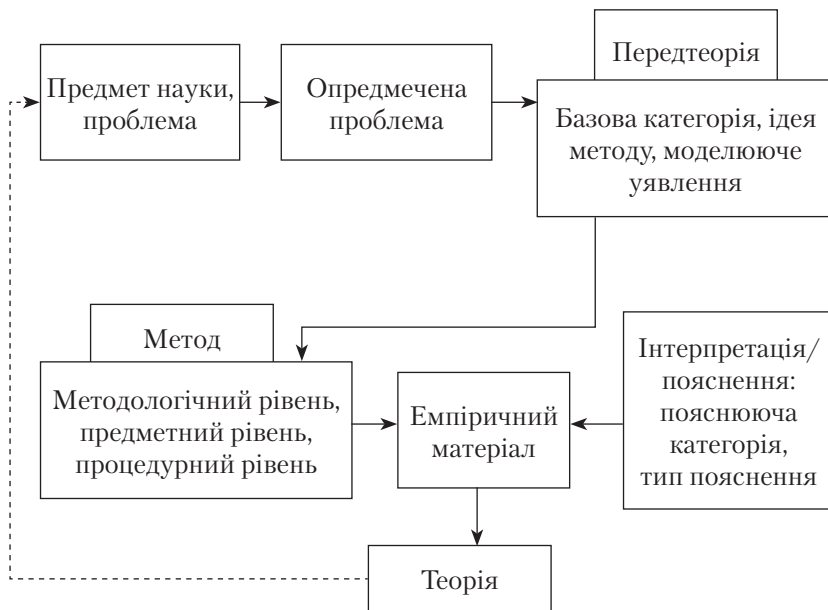 Предмет науки,
проблема
Опредмечена
проблема
Передтеорія
Базова категорія, ідея
методу, моделююче
уявлення
Метод
Методологічний рівень,
предметний рівень,
процедурний рівень
Емпіричний
матеріал
Інтерпретація/
пояснення:
пояснююча
категорія,
тип пояснення
Теорія